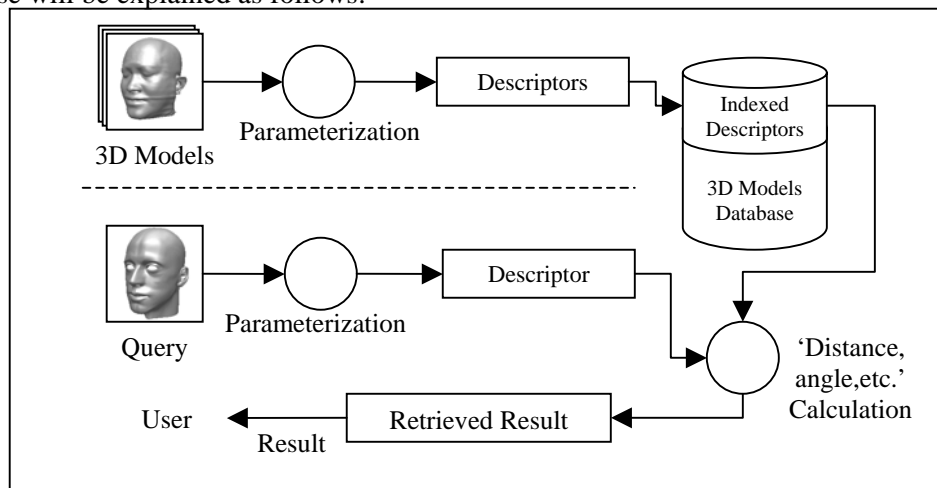 se will be explained as follows:
Descriptors
Indexed
Descriptors
Parameterization
3D Models
3D Models
Database
Descriptor
Parameterization
Query
‘Distance,
angle,etc.’
Calculation
User
Retrieved Result
Result